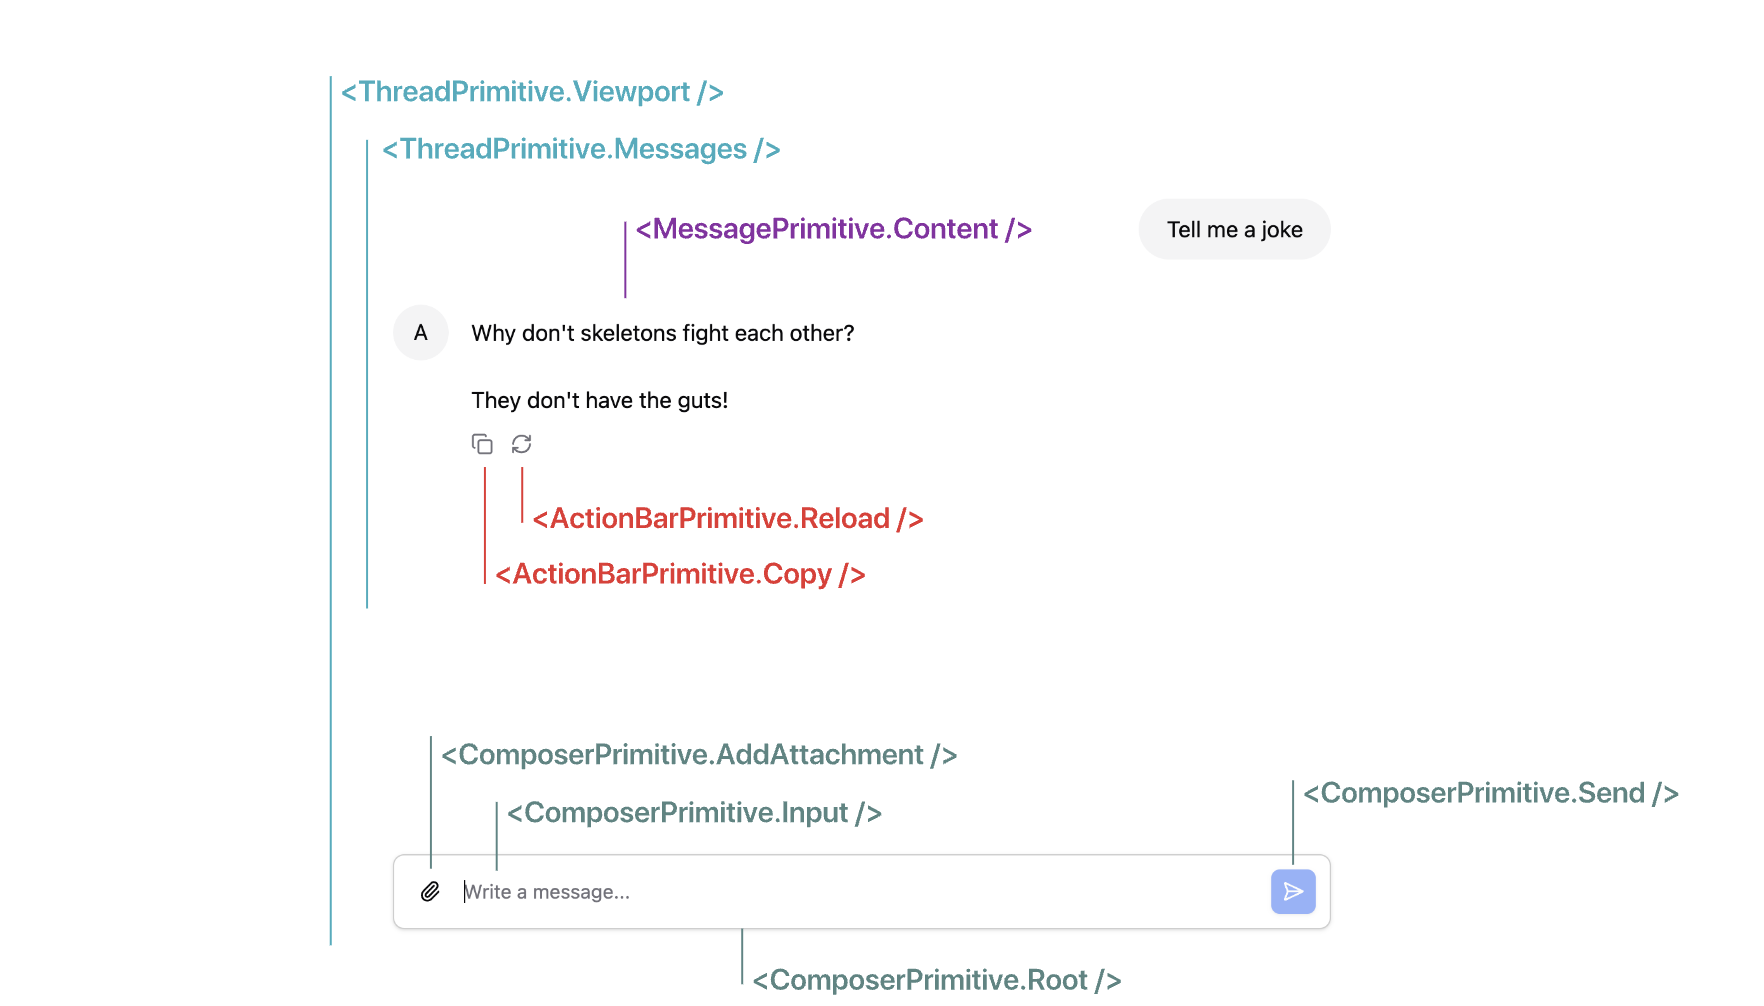 <ThreadPrimitive.Viewport />
<ThreadPrimitive.Messages />
<MessagePrimitive.Content />
Tell me a joke
A
Why don't skeletons fight each other?
They don't have the guts!
<ActionBarPrimitive.Reload />
<ActionBarPrimitive.Copy />
<ComposerPrimitive.AddAttachment />
<ComposerPrimitive.Send />
<ComposerPrimitive.Input />
Write a message...
<ComposerPrimitive.Root />